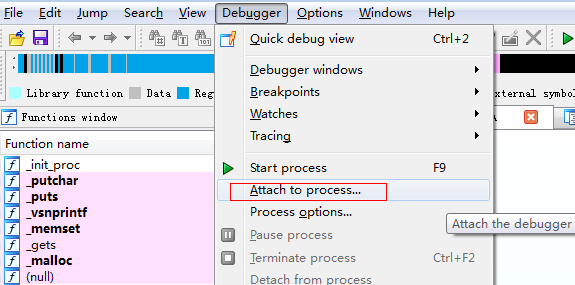 File Edit Jump Search View Debugger Options Windows Help
Quick debug view Ctrl+2
Debugger windows
Breakpoints
Watches
Tracing
Start process F9
Attach to process...
Process options...
Attach the debugger
Pause process
Terminate process Ctrl+F2
Detach from process
Library function Data Reg
xternal symbo
Functions window
A
Function name
_init_proc
_putchar
_puts
_vsnprintf
_memset
_gets
_malloc
(null)